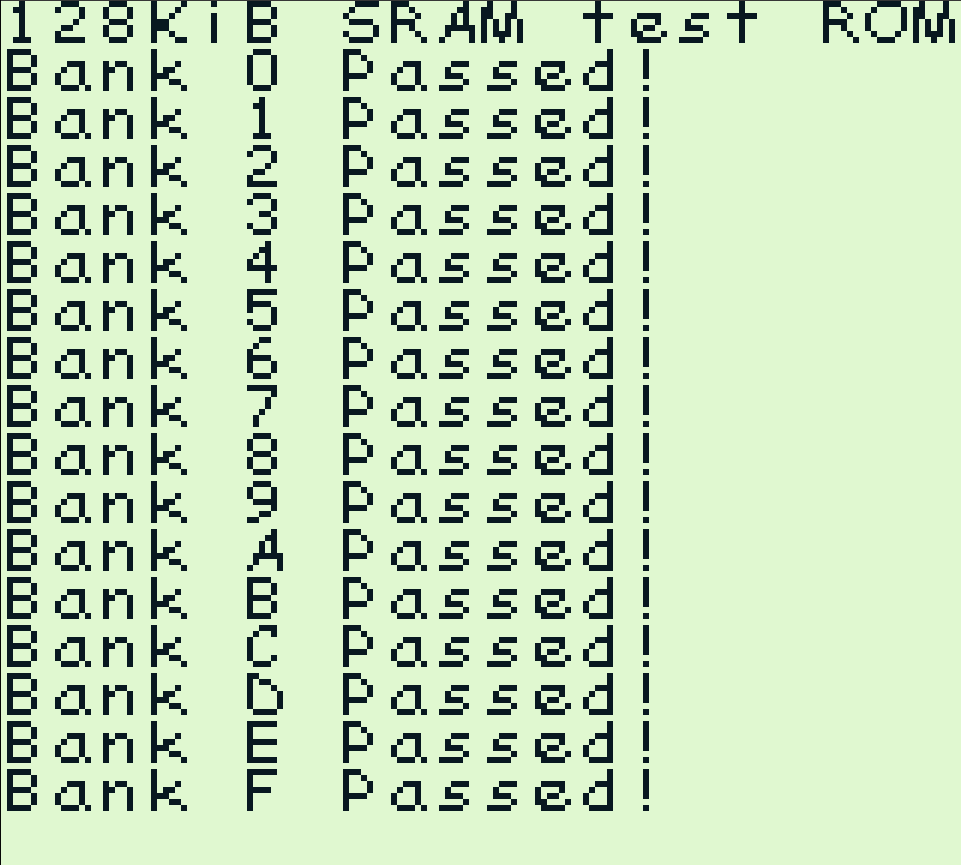 128KiB SRAM test ROM
Bank 0 Passed!
Bank 1 Passed!
Bank 2 Passed!
Bank 3 Passed!
Bank 4 Passed!
Bank 5 Passed!
Bank 6 Passed!
Bank 7 Passed!
Bank 8 Passed!
Bank 9 Passed!
Bank A Passed!
Bank B Passed!
Bank C Passed!
Bank D Passed!
Bank E Passed!
Bank F Passed!